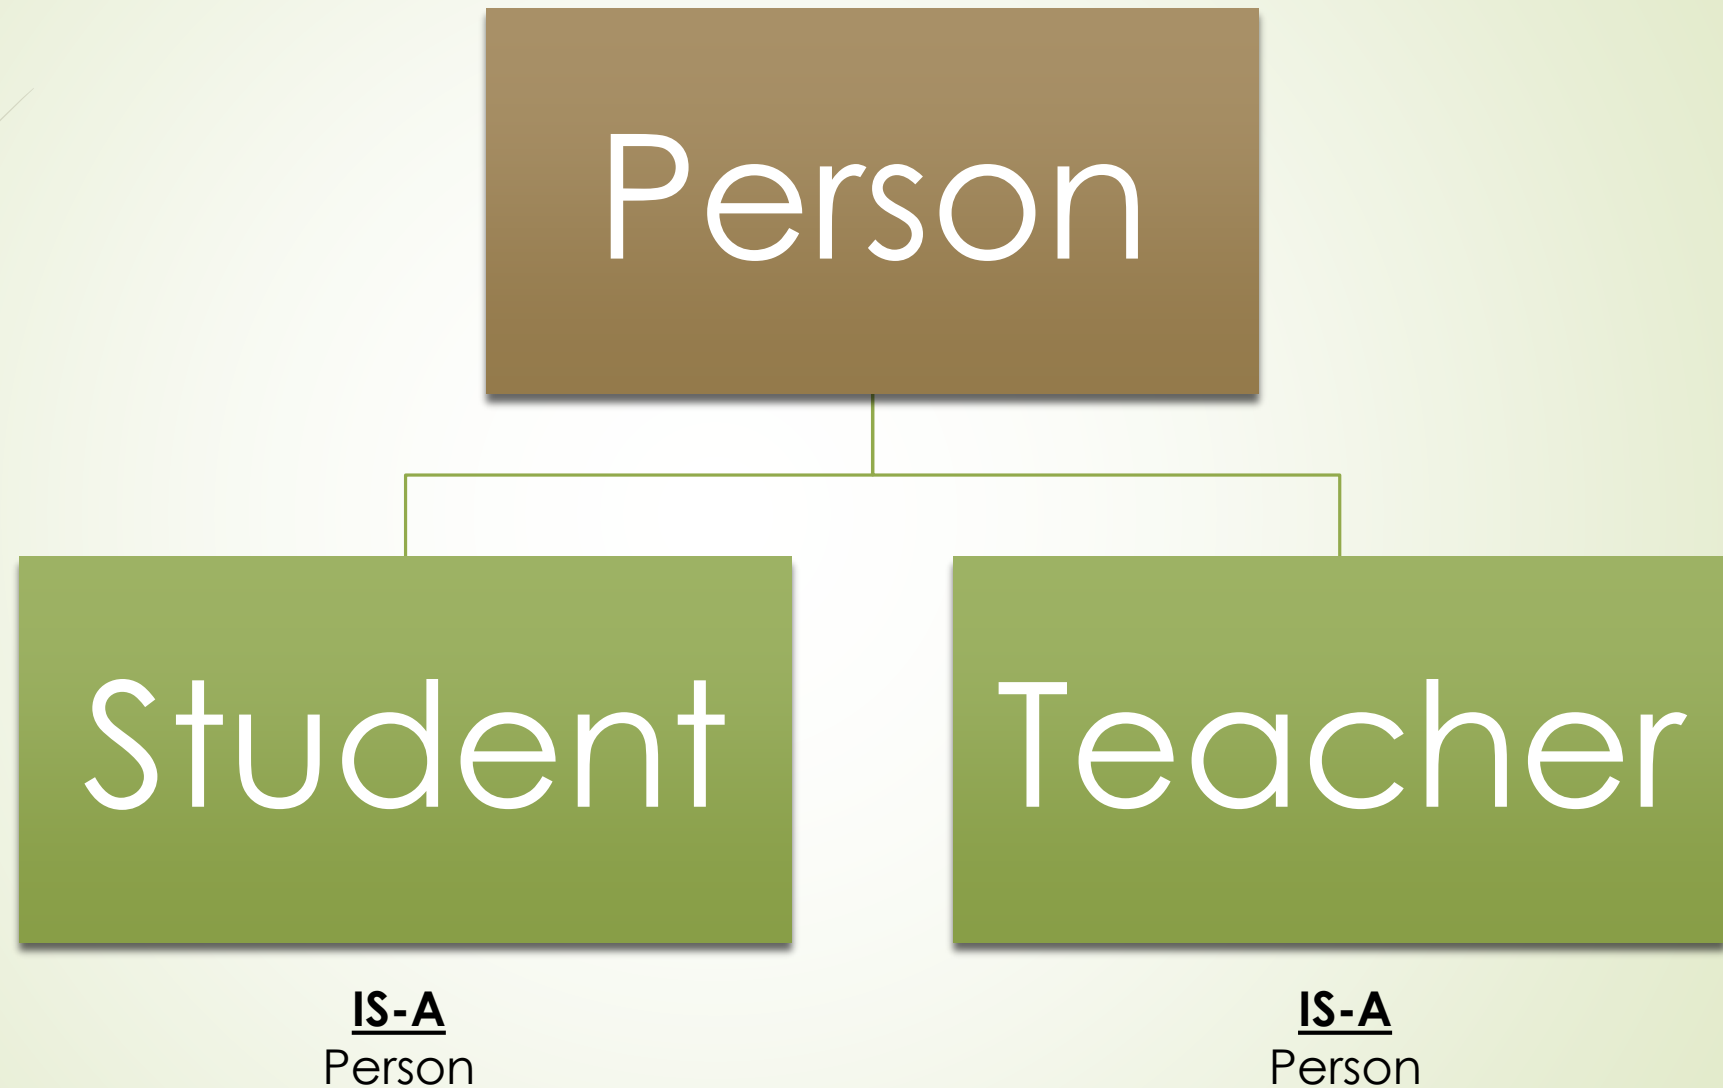 Person
Student
Teacher
IS-A
Person
IS-A
Person